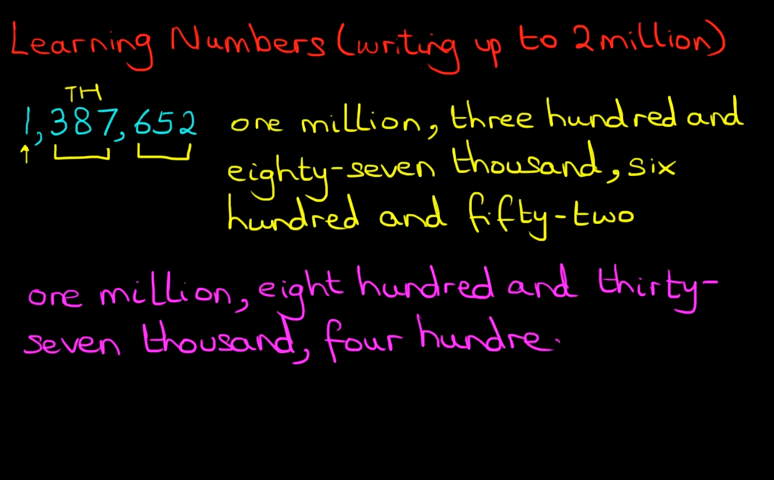 Learning Numbers (writing up to 2 million)
TH
1,387,652 one million, three hundred and
eighty-seven thousand, six
hundred and fifty-two
one million, eight hundred and thirty-
seven thousand, four hundre